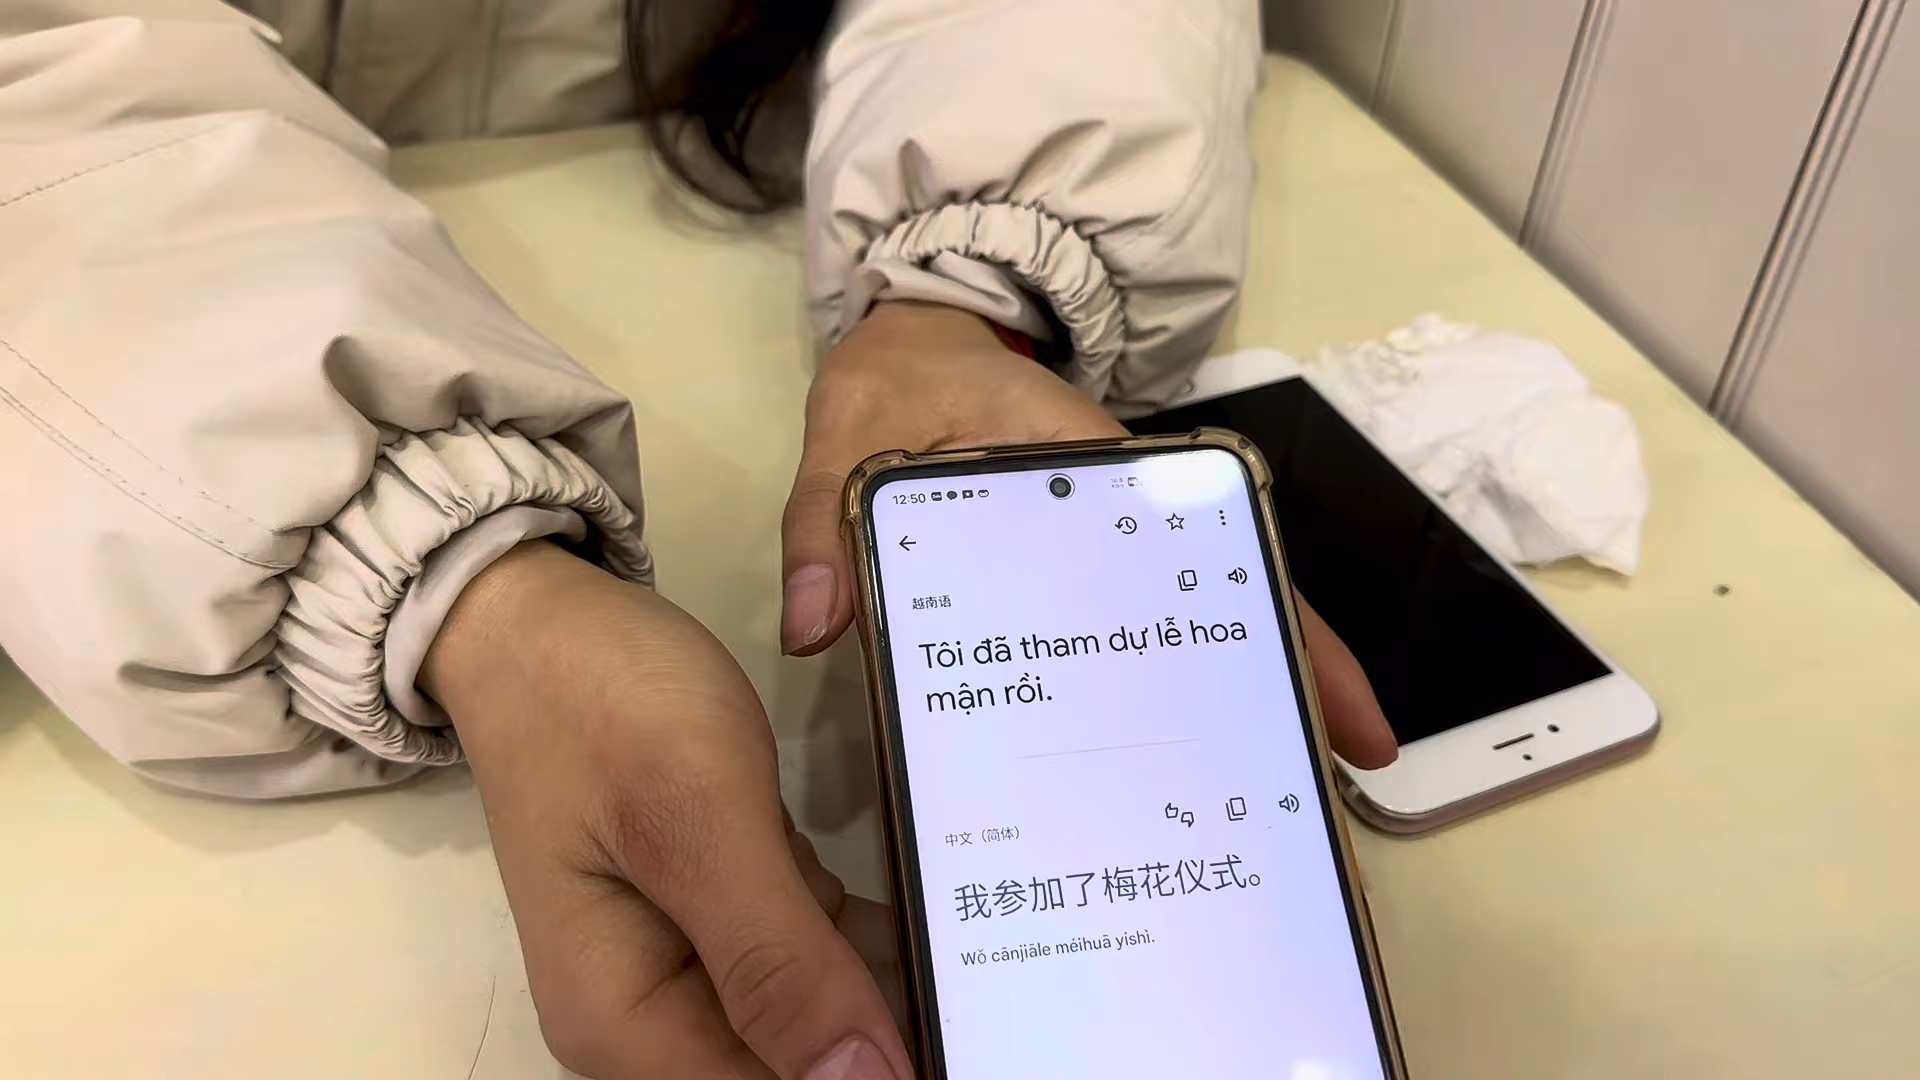 12:50
越南语
Tôi đã tham dự lễ hoa
mận rồi.
中文（简体）
我参加了梅花仪式。
Wǒ cānjiāle méihuā yíshì.